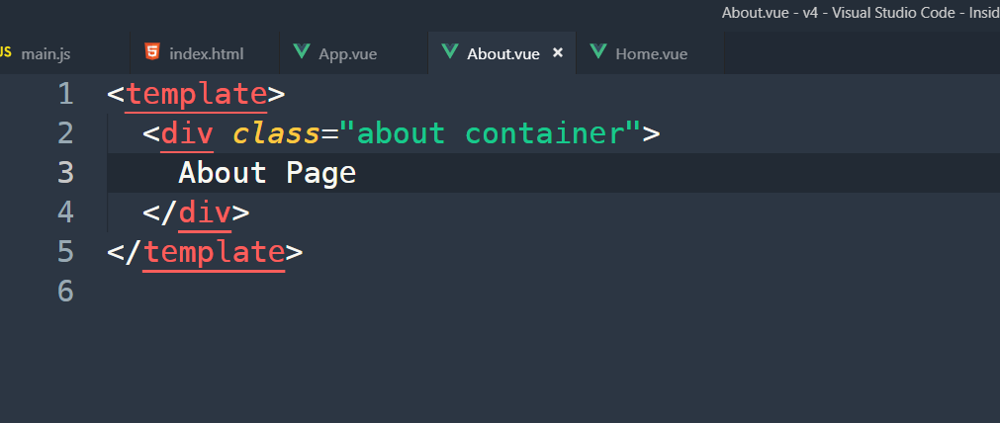 About.vue - v4 - Visual Studio Code - Insid
JS main.js index.html App.vue About.vue × Home.vue
1 <template>
2   <div class="about container">
3     About Page
4   </div>
5 </template>
6